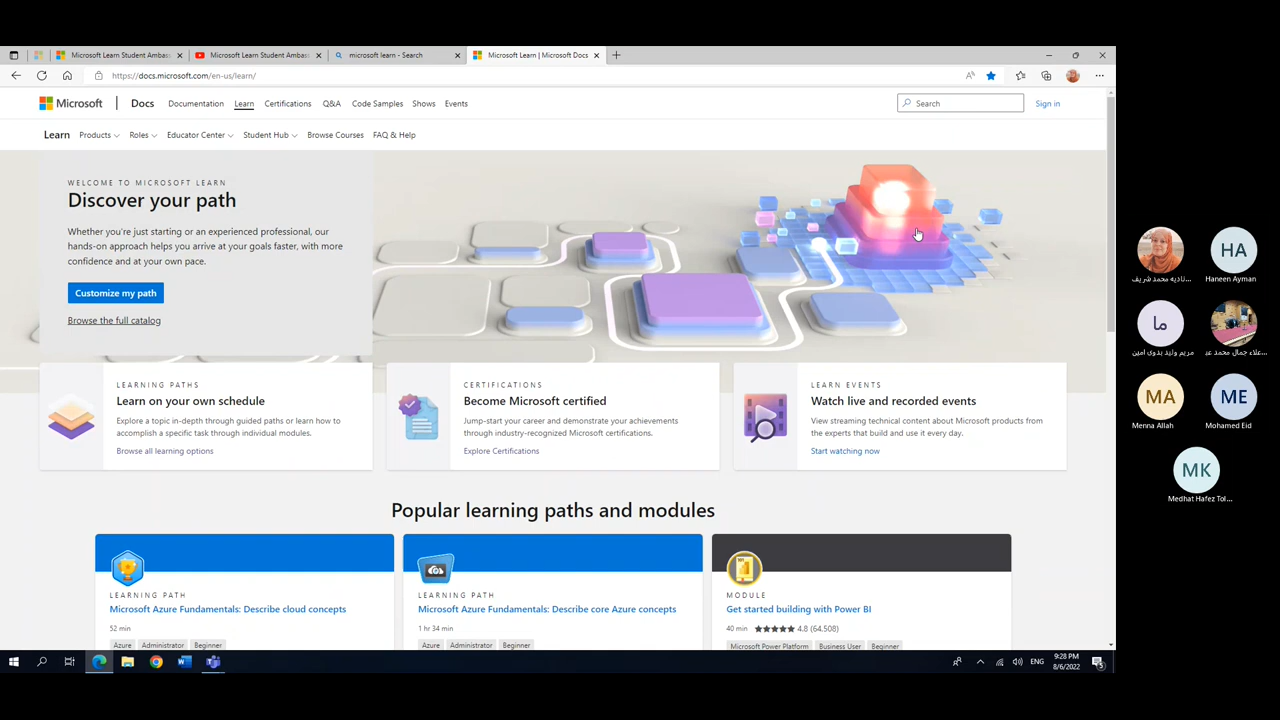 Microsoft Learn Student Ambas
Microsoft Learn Student Ambas
microsoft learn - Search
Microsoft Learn | Microsoft Docs
https://docs.microsoft.com/en-us/learn/
Microsoft
Docs
Documentation
Learn
Certifications
Q&A
Code Samples
Shows
Events
Search
Sign in
Learn
Products
Roles
Educator Center
Student Hub
Browse Courses
FAQ & Help
WELCOME TO MICROSOFT LEARN
Discover your path
Whether you're just starting or an experienced professional, our
hands-on approach helps you arrive at your goals faster, with more
confidence and at your own pace.
Customize my path
Browse the full catalog
LEARNING PATHS
Learn on your own schedule
Explore a topic in-depth through guided paths or learn how to
accomplish a specific task through individual modules.
Browse all learning options
CERTIFICATIONS
Become Microsoft certified
Jump-start your career and demonstrate your achievements
through industry-recognized Microsoft certifications.
Explore Certifications
LEARN EVENTS
Watch live and recorded events
View streaming technical content about Microsoft products from
the experts that build and use it every day.
Start watching now
Popular learning paths and modules
LEARNING PATH
Microsoft Azure Fundamentals: Describe cloud concepts
52 min
Azure
Administrator
Beginner
LEARNING PATH
Microsoft Azure Fundamentals: Describe core Azure concepts
1 hr 34 min
Azure
Administrator
Beginner
MODULE
Get started building with Power BI
40 min
4.8 (64,508)
Microsoft Power Platform
Business User
Beginner
ENG
9:28 PM
8/6/2022
ناديه محمد شريف...
HA
Haneen Ayman
ما
مريم وليد بدوى امين
علاء جمال محمد عبد...
MA
Menna Allah
ME
Mohamed Eid
MK
Medhat Hafez Tol...